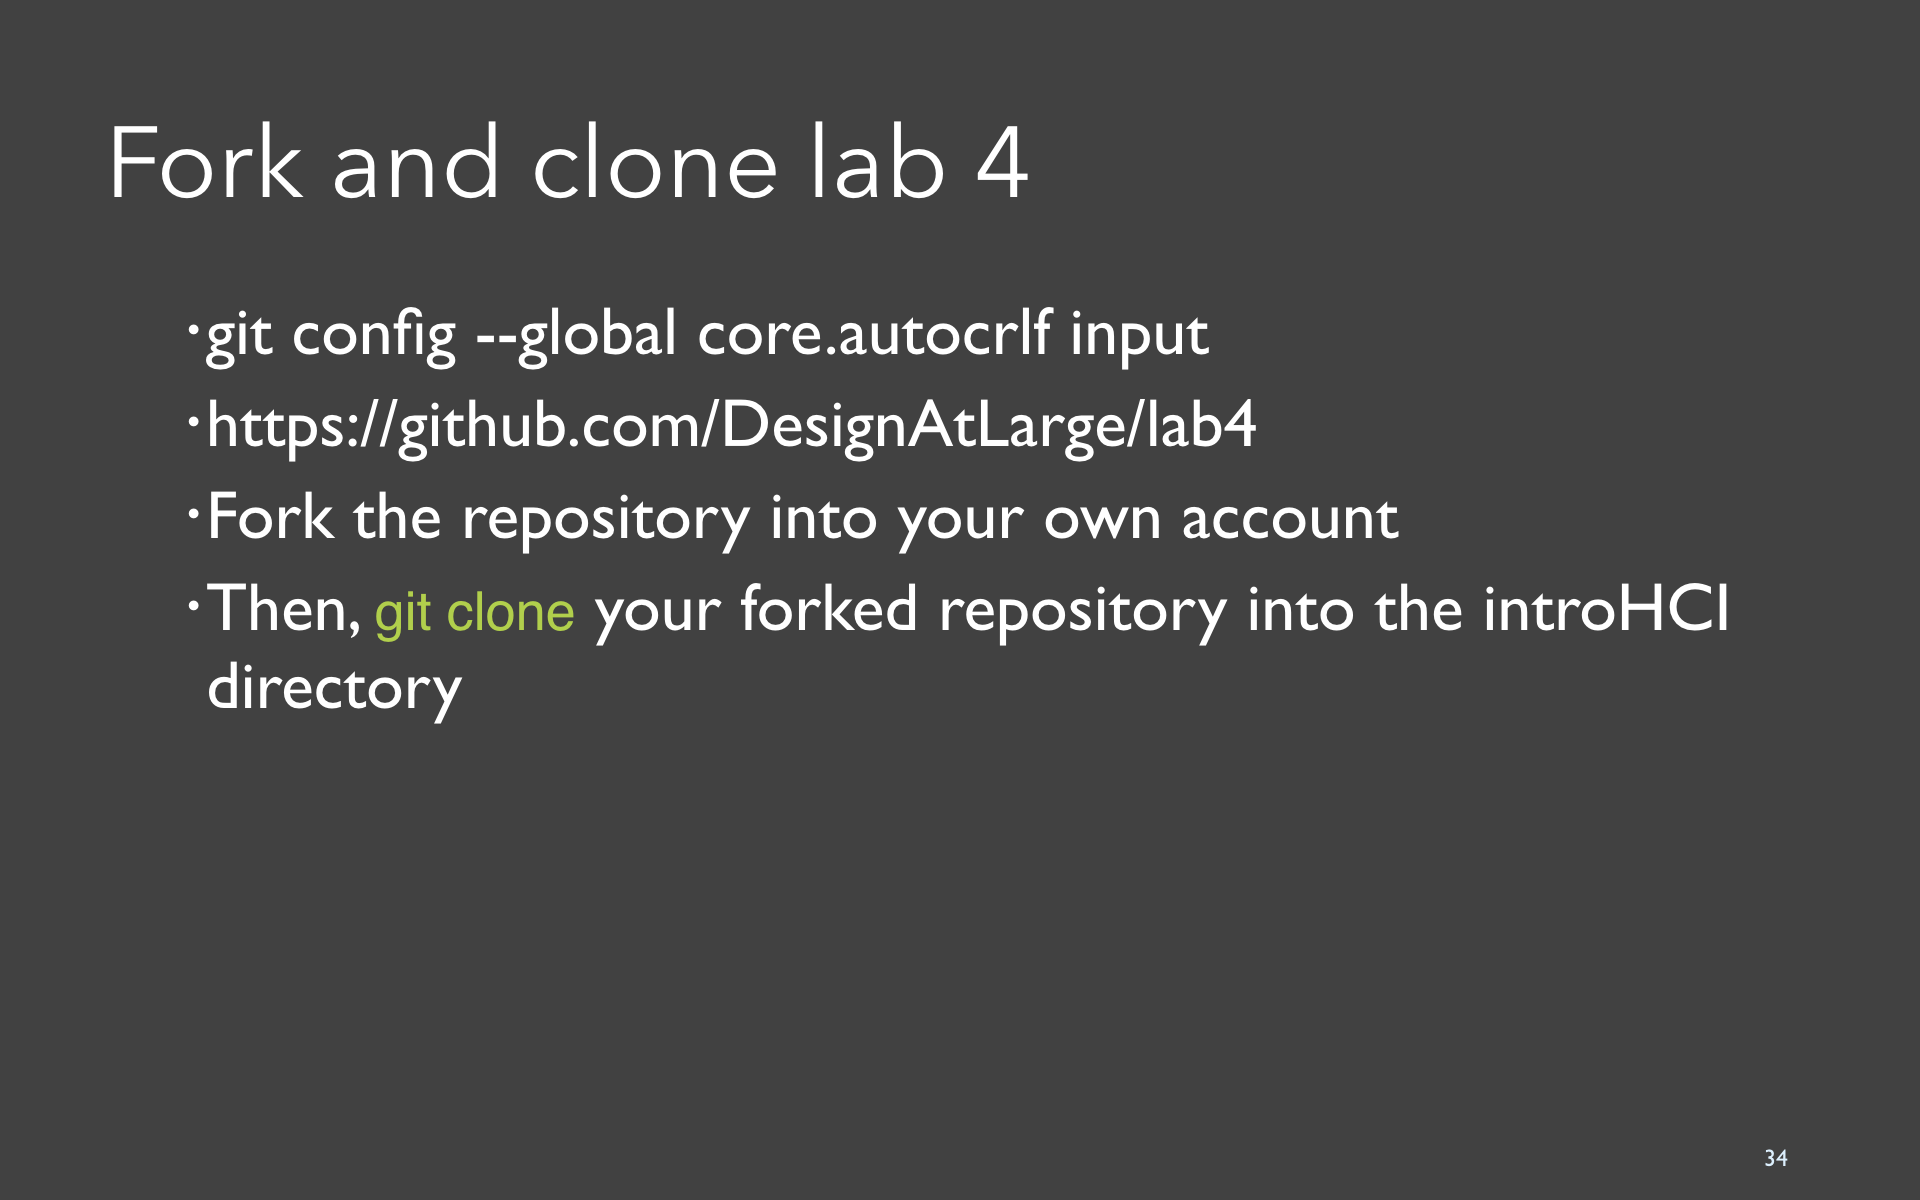 Fork and clone lab 4
·git config --global core.autocrlf input
·https://github.com/DesignAtLarge/lab4
·Fork the repository into your own account
·Then, git clone your forked repository into the introHCI
directory
34